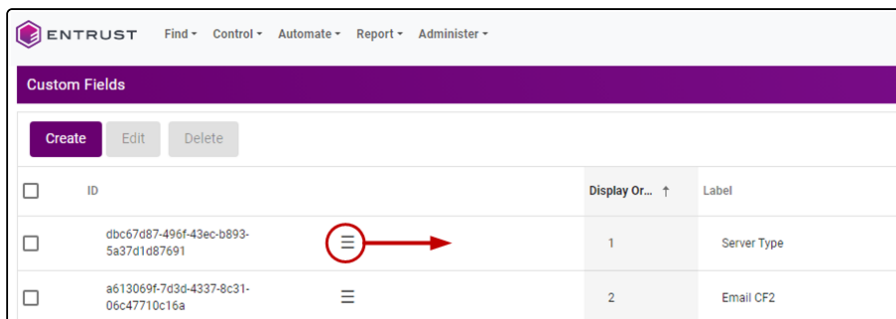 ENTRUST Find Control Automate Report Administer
Custom Fields
Create Edit Delete
ID Display Or... ↑ Label
dbc67d87-496f-43ec-b893-
5a37d1d87691
1 Server Type
a613069f-7d3d-4337-8c31-
06c47710c16a
2 Email CF2